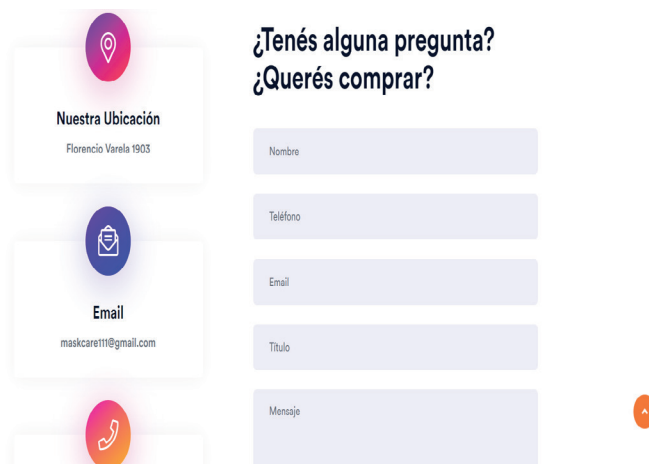 Nuestra Ubicación
Florencio Varela 1903
Email
maskcare111@gmail.com
¿Tenés alguna pregunta?
¿Querés comprar?
Nombre
Teléfono
Email
Título
Mensaje